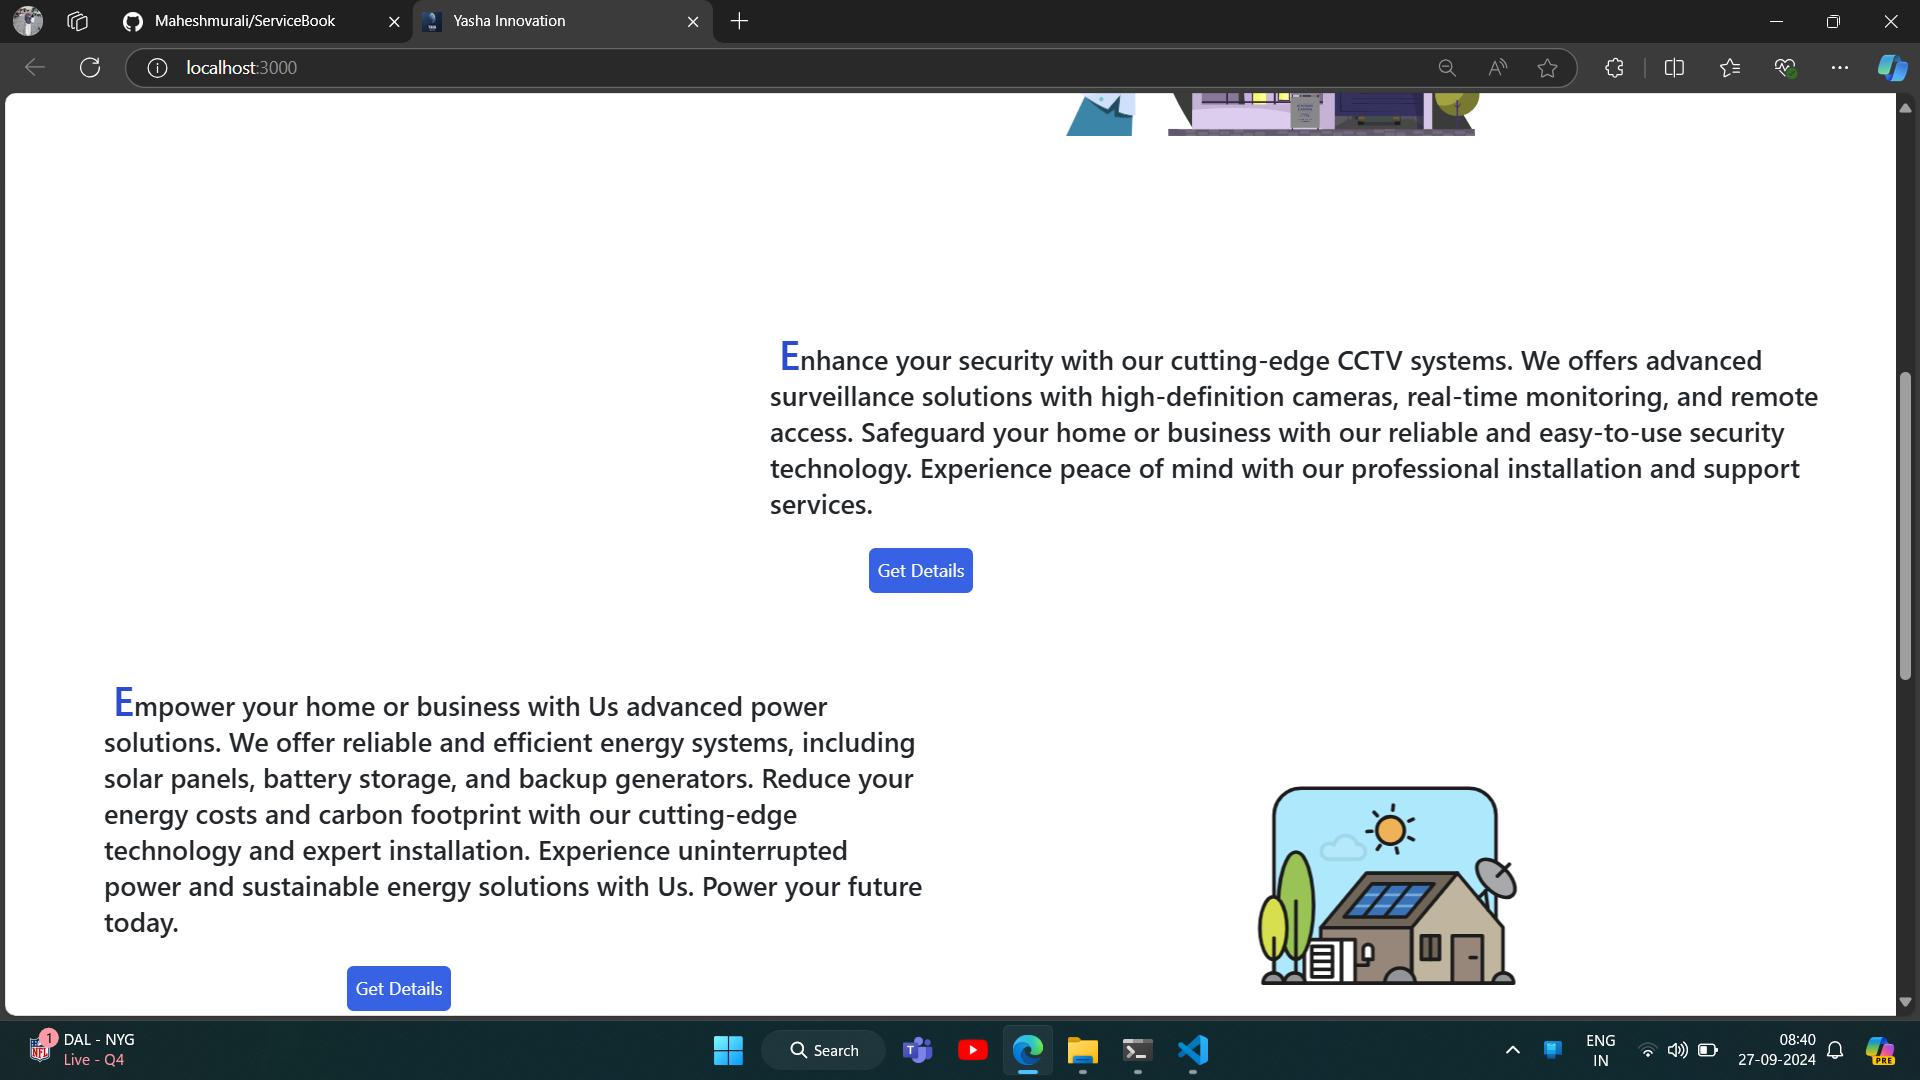 Maheshmurali/ServiceBook
Yasha Innovation
localhost:3000
Enhance your security with our cutting-edge CCTV systems. We offers advanced
surveillance solutions with high-definition cameras, real-time monitoring, and remote
access. Safeguard your home or business with our reliable and easy-to-use security
technology. Experience peace of mind with our professional installation and support
services.
Get Details
Empower your home or business with Us advanced power
solutions. We offer reliable and efficient energy systems, including
solar panels, battery storage, and backup generators. Reduce your
energy costs and carbon footprint with our cutting-edge
technology and expert installation. Experience uninterrupted
power and sustainable energy solutions with Us. Power your future
today.
Get Details
1
NFL
DAL - NYG
Live - Q4
Search
T
ENG
IN
08:40
27-09-2024
PRE